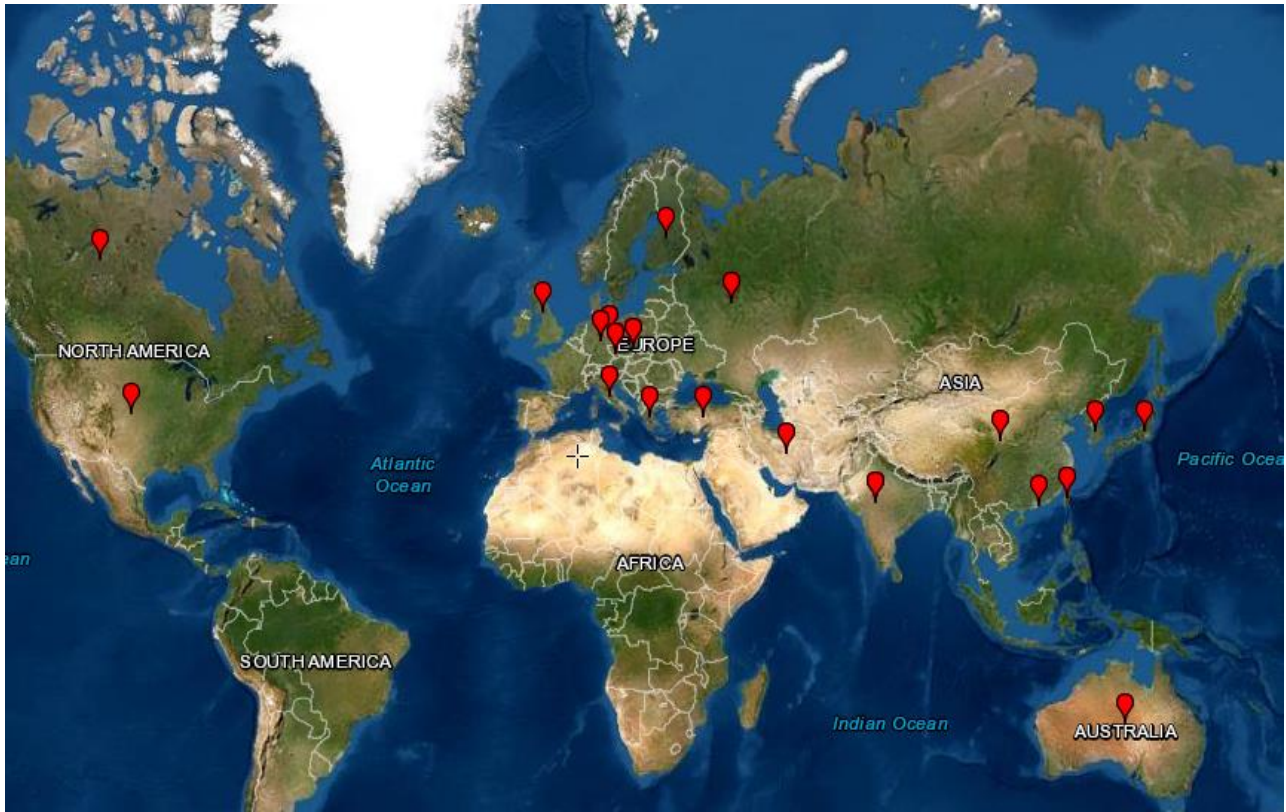 NORTH AMERICA
EUROPE
ASIA
Atlantic
Ocean
Pacific Ocea
ean
AFRICA
SOUTH AMERICA
Indian Ocean
AUSTRALIA